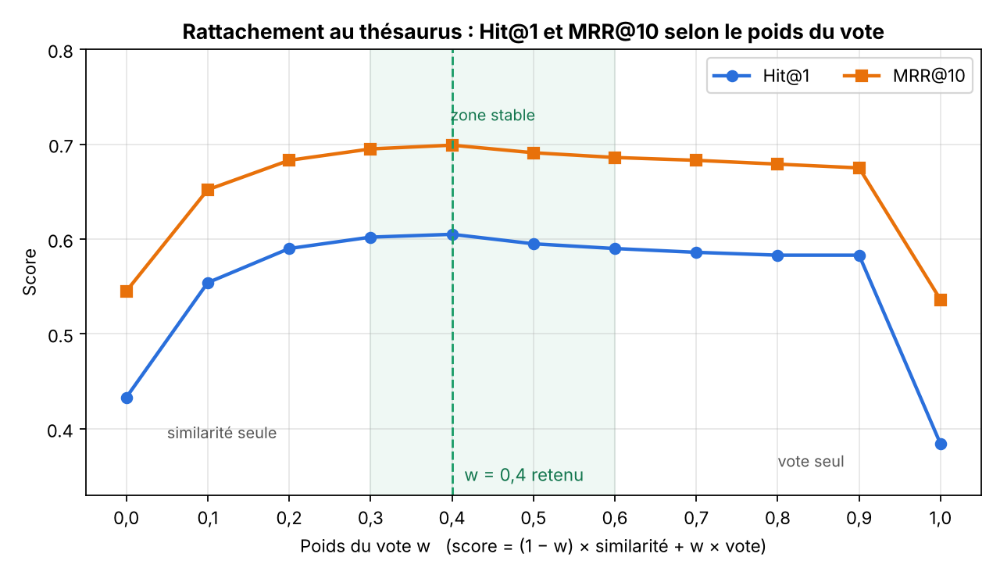 Rattachement au thésaurus : Hit@1 et MRR@10 selon le poids du vote
Hit@1 MRR@10
0.8
0.7
0.6
0.5
0.4
Score
zone stable
similarité seule
vote seul
w = 0,4 retenu
0,0 0,1 0,2 0,3 0,4 0,5 0,6 0,7 0,8 0,9 1,0
Poids du vote w (score = (1 − w) × similarité + w × vote)